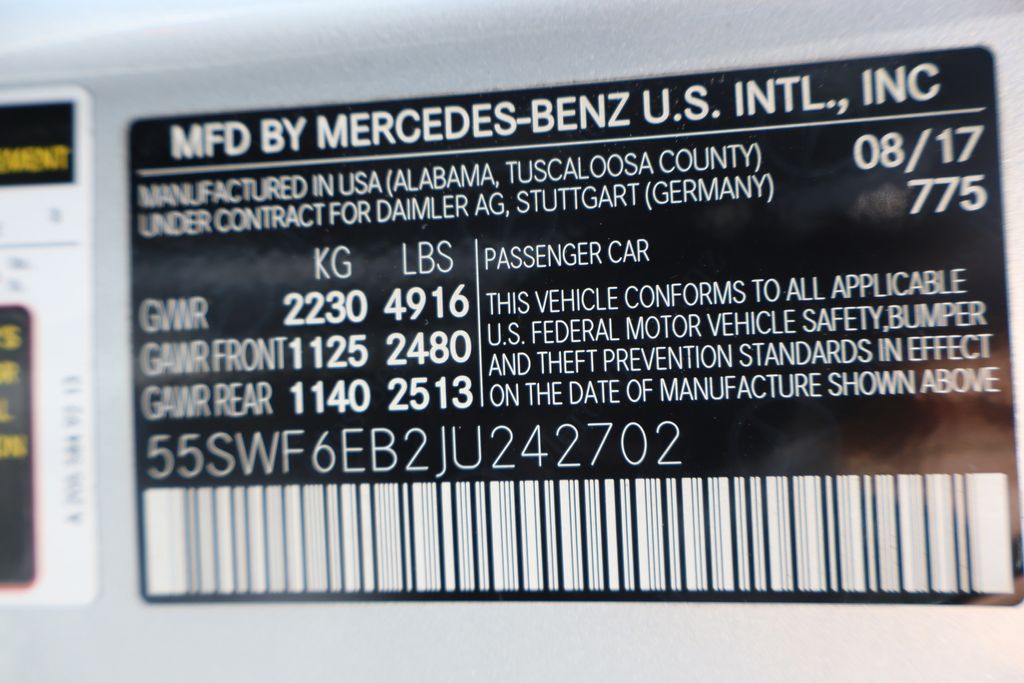 MFD BY MERCEDES-BENZ U.S. INTL., INC
MANUFACTURED IN USA (ALABAMA, TUSCALOOSA COUNTY)
UNDER CONTRACT FOR DAIMLER AG, STUTTGART (GERMANY)
08/17
775
KG LBS
GVWR 2230 4916
GAWR FRONT 1125 2480
GAWR REAR 1140 2513
PASSENGER CAR
THIS VEHICLE CONFORMS TO ALL APPLICABLE
U.S. FEDERAL MOTOR VEHICLE SAFETY,BUMPER
AND THEFT PREVENTION STANDARDS IN EFFECT
ON THE DATE OF MANUFACTURE SHOWN ABOVE
55SWF6EB2JU242702